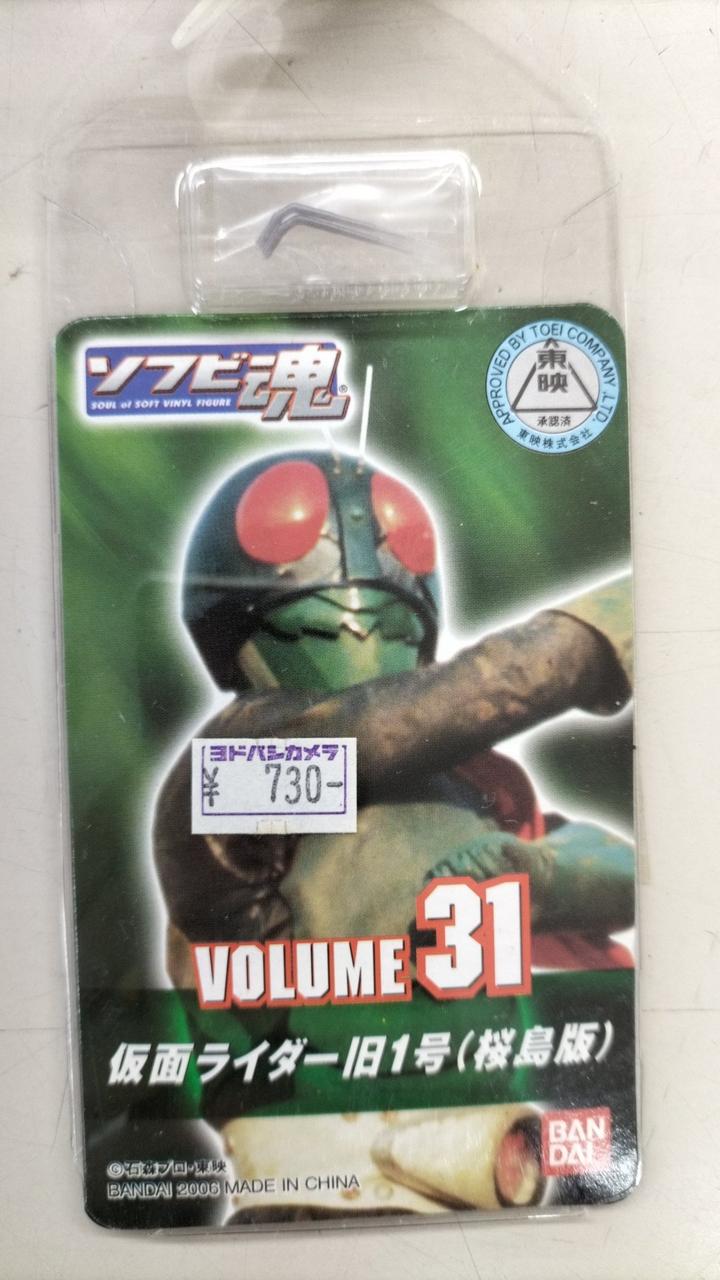 ソフビ魂®
SOUL of SOFT VINYL FIGURE
APPROVED BY TOEI COMPANY.,LTD.
東映
承認済
東映株式会社
ヨドバシカメラ
¥ 730-
VOLUME 31
仮面ライダー旧1号(桜島版)
©石森プロ・東映
BANDAI 2006 MADE IN CHINA
BAN
DAI